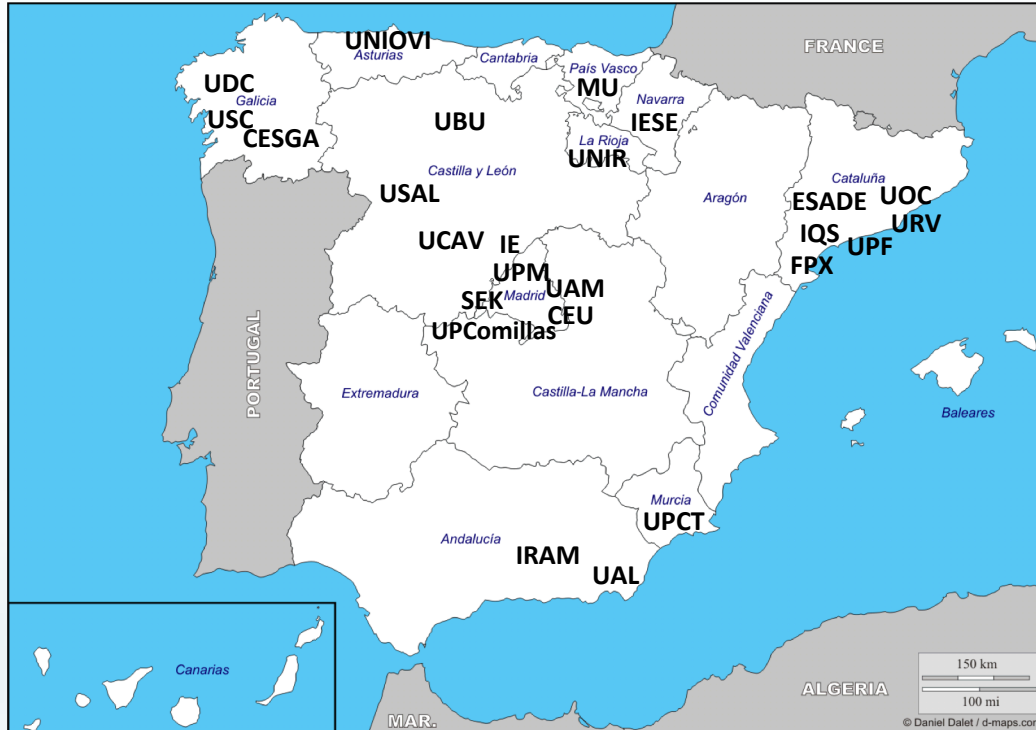 FRANCE
UNIOVI
Asturias
Cantabria
País Vasco
MU
Navarra
IESE
UDC
Galicia
USC
CESGA
UBU
La Rioja
UNIR
Castilla y León
USAL
Aragón
Cataluña
ESADE
UOC
URV
IQS
UPF
FPX
UCAV
IE
UPM
Madrid
UAM
SEK
CEU
UPComillas
PORTUGAL
Extremadura
Castilla-La Mancha
Comunidad Valenciana
Baleares
Murcia
UPCT
Andalucía
IRAM
UAL
Canarias
MAR.
ALGERIA
150 km
100 mi
© Daniel Dalet / d-maps.com